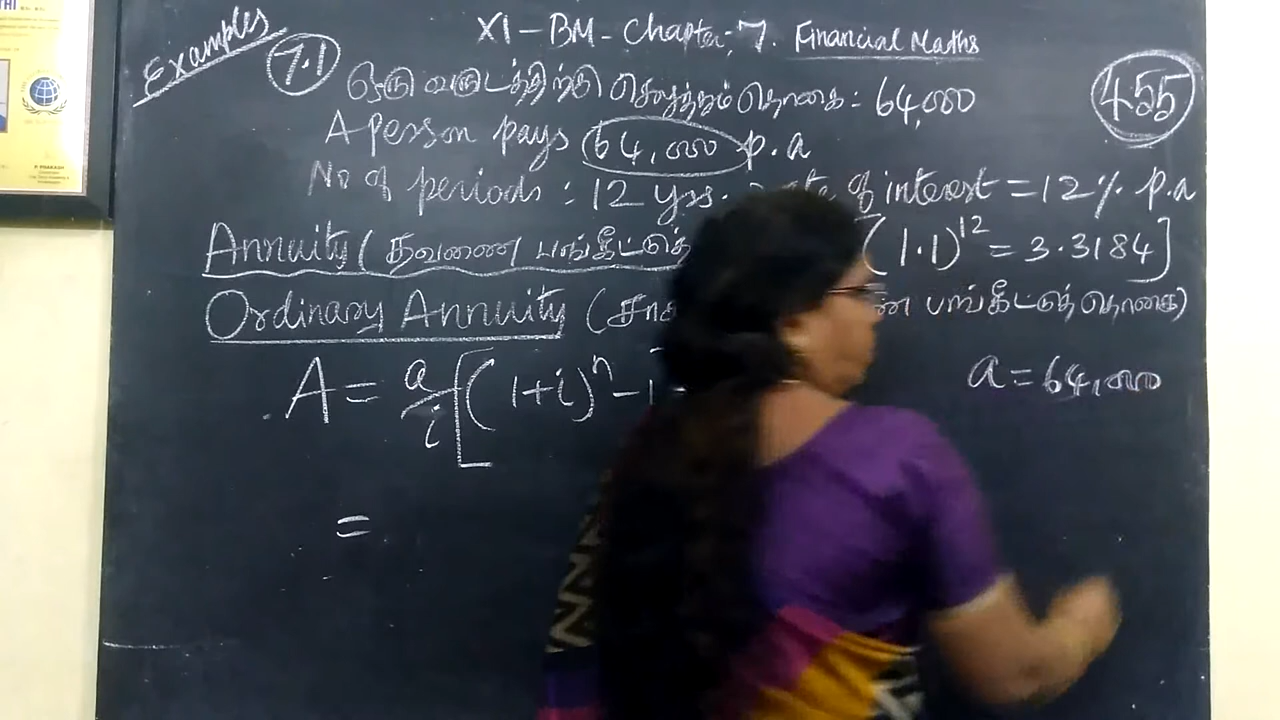 XI - BM - Chapter; 7. Financial Maths
Examples
7.1
ஒரு வருடத்திற்கு செலுத்தும் தொகை : 64,000
455
A person pays 64,000 p.a
No of periods : 12 yrs. of interest = 12% p.a
Annuity ( தவணை பங்கீட்டுத் (1.1)^12 = 3.3184]
Ordinary Annuity ( பங்கீட்டுத் தொகை)
A = a/i [(1+i)^n - 1
a = 64,000
=